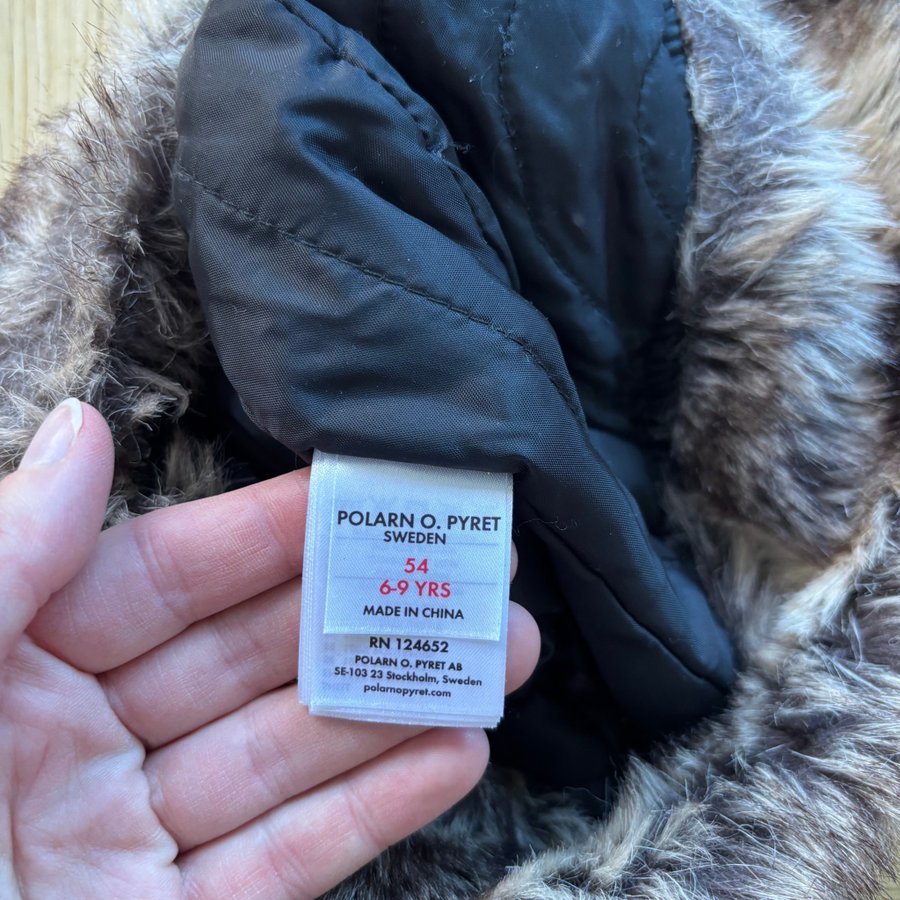 POLARN O. PYRET
SWEDEN
54
6-9 YRS
MADE IN CHINA
RN 124652
POLARN O. PYRET AB
SE-103 23 Stockholm, Sweden
polarnopyret.com